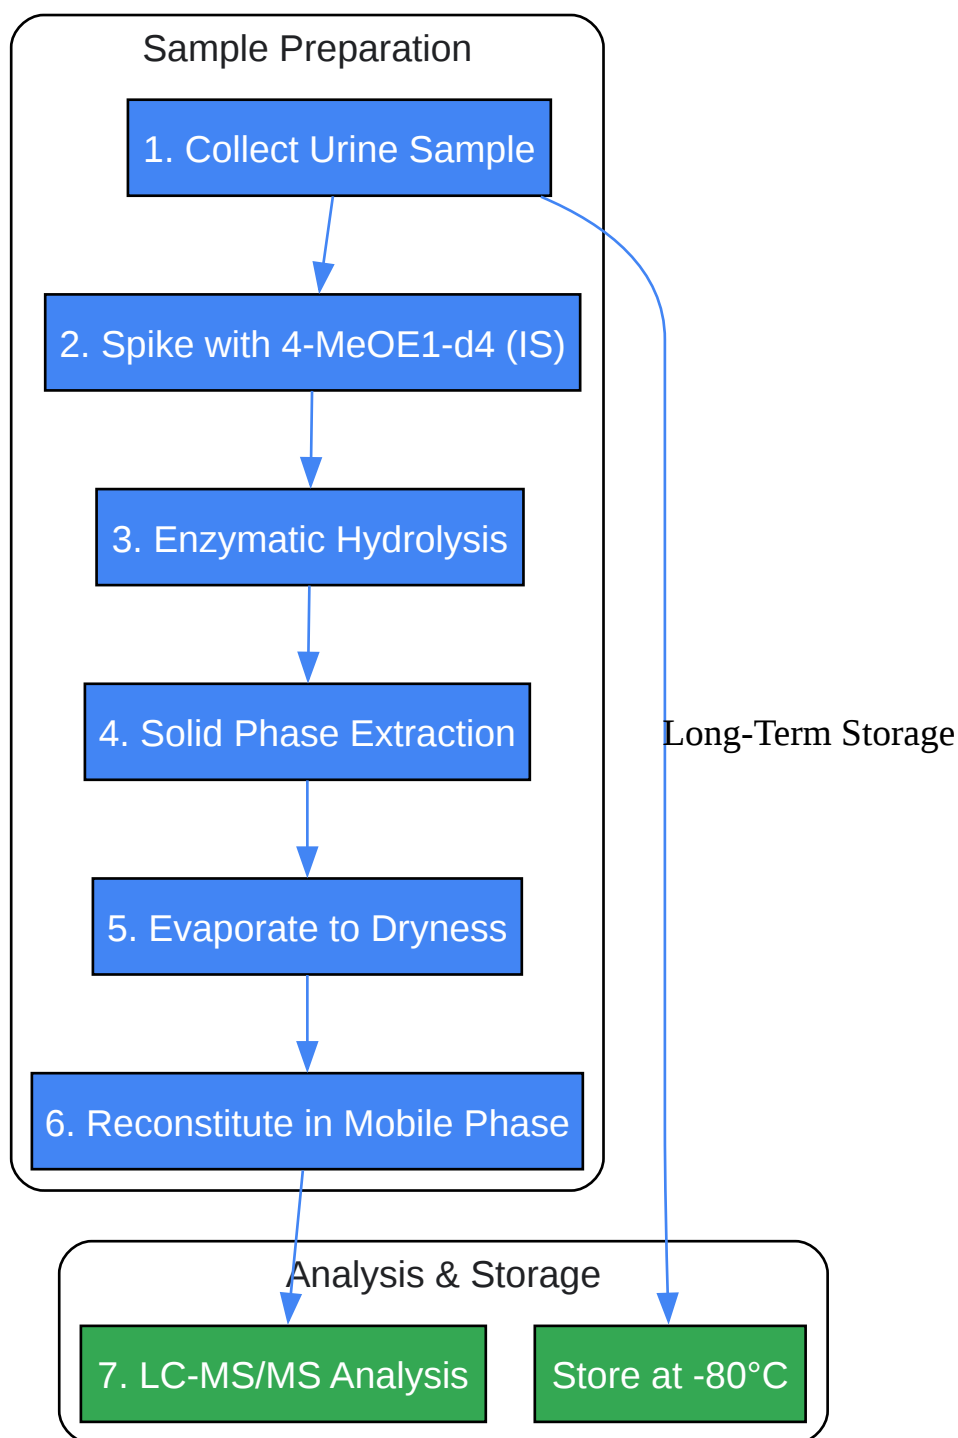 Sample Preparation
1. Collect Urine Sample
2. Spike with 4-MeOE1-d4 (IS)
3. Enzymatic Hydrolysis
4. Solid Phase Extraction
Long-Term Storage
5. Evaporate to Dryness
6. Reconstitute in Mobile Phase
Analysis & Storage
7. LC-MS/MS Analysis
Store at -80°C